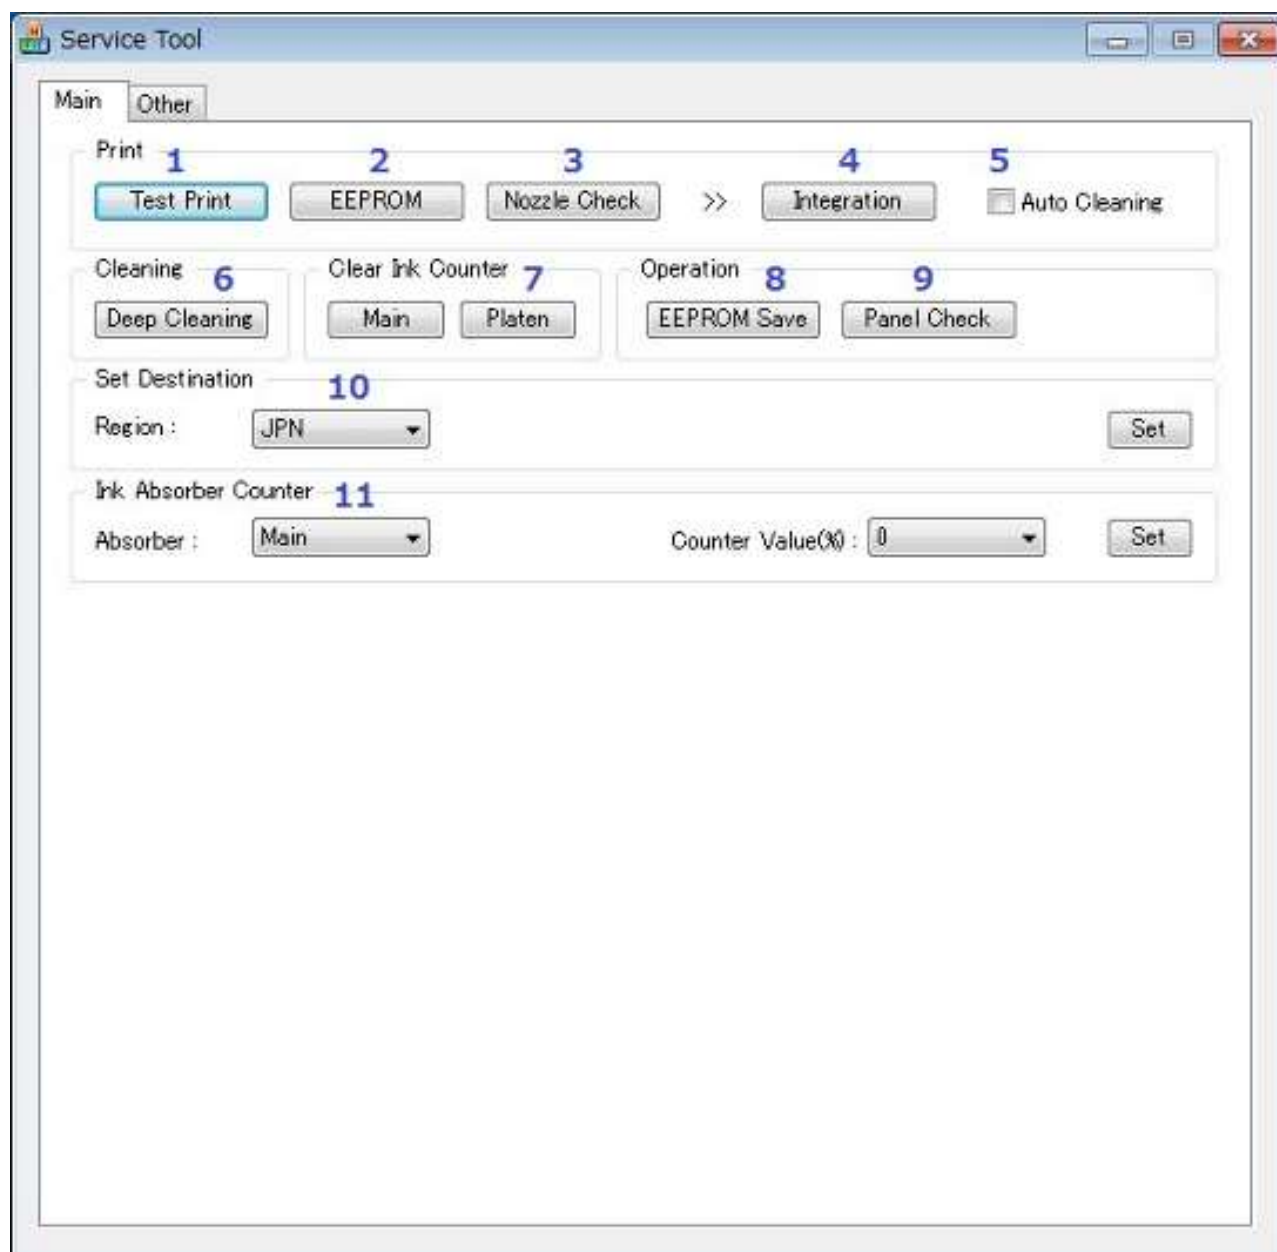 Service Tool
Main Other
Print 1 2 3 4 5
Test Print EEPROM Nozzle Check >> Integration Auto Cleaning
Cleaning 6 Clear Ink Counter 7 Operation 8 9
Deep Cleaning Main Platen EEPROM Save Panel Check
Set Destination 10
Region : JPN Set
Ink Absorber Counter 11
Absorber : Main Counter Value(%) : 0 Set